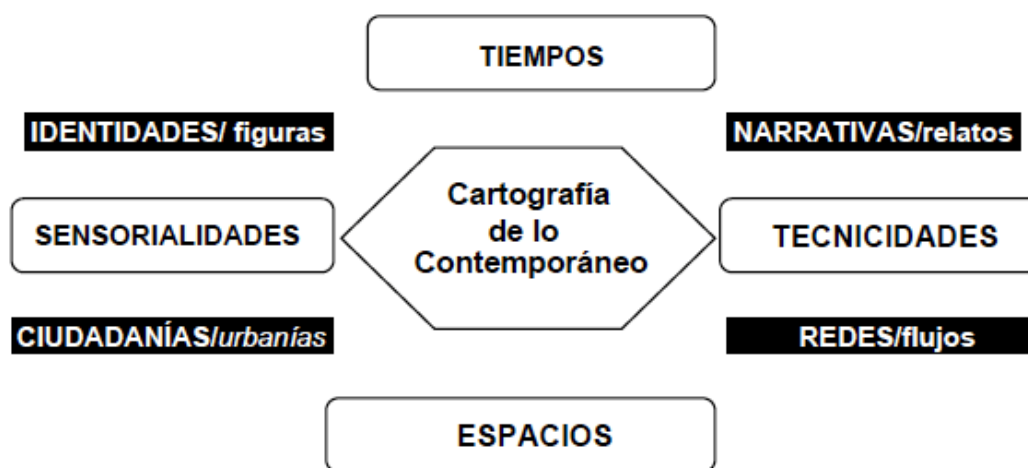 TIEMPOS
IDENTIDADES/ figuras
NARRATIVAS/relatos
Cartografía
de lo
Contemporáneo
SENSORIALIDADES
TECNICIDADES
CIUDADANÍAS/urbanías
REDES/flujos
ESPACIOS